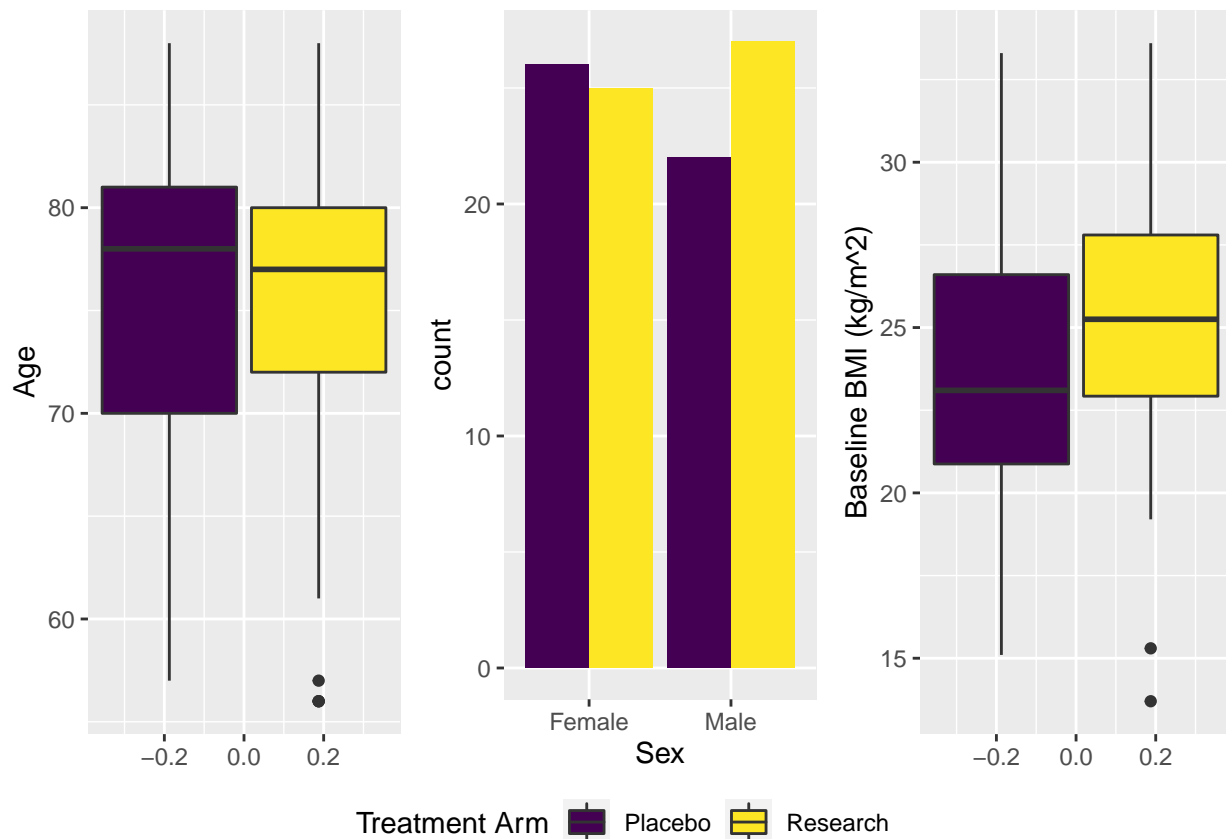 Age
80
70
60
−0.2
0.0
0.2
count
20
10
0
Female
Male
Sex
Baseline BMI (kg/m^2)
30
25
20
15
−0.2
0.0
0.2
Treatment Arm
Placebo
Research